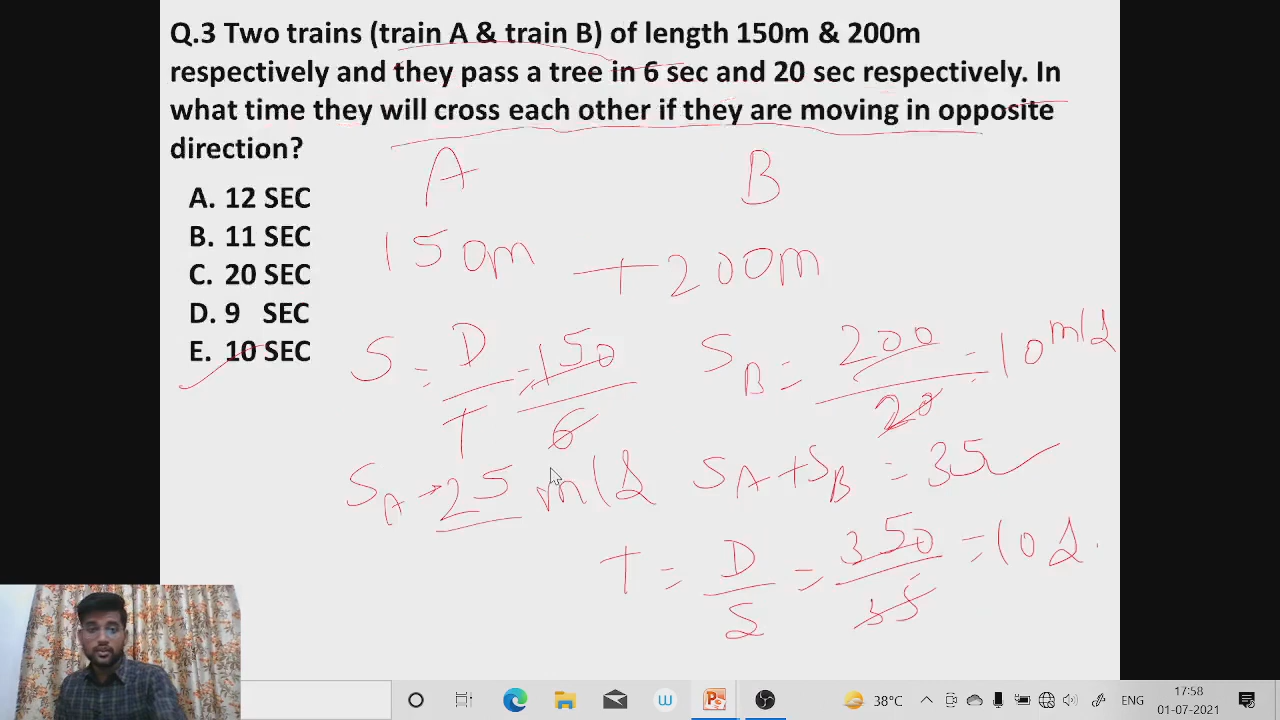 Q.3 Two trains (train A & train B) of length 150m & 200m
respectively and they pass a tree in 6 sec and 20 sec respectively. In
what time they will cross each other if they are moving in opposite
direction?
A. 12 SEC
B. 11 SEC
C. 20 SEC
D. 9 SEC
E. 10 SEC
A B
150m + 200m
S = D/T = 150/6 S_B = 200/20 = 10 m/s
S_A → 25 m/s S_A + S_B = 35
T = D/S = 350/35 = 10 s.
38°C ENG 17:58
01-07-2021